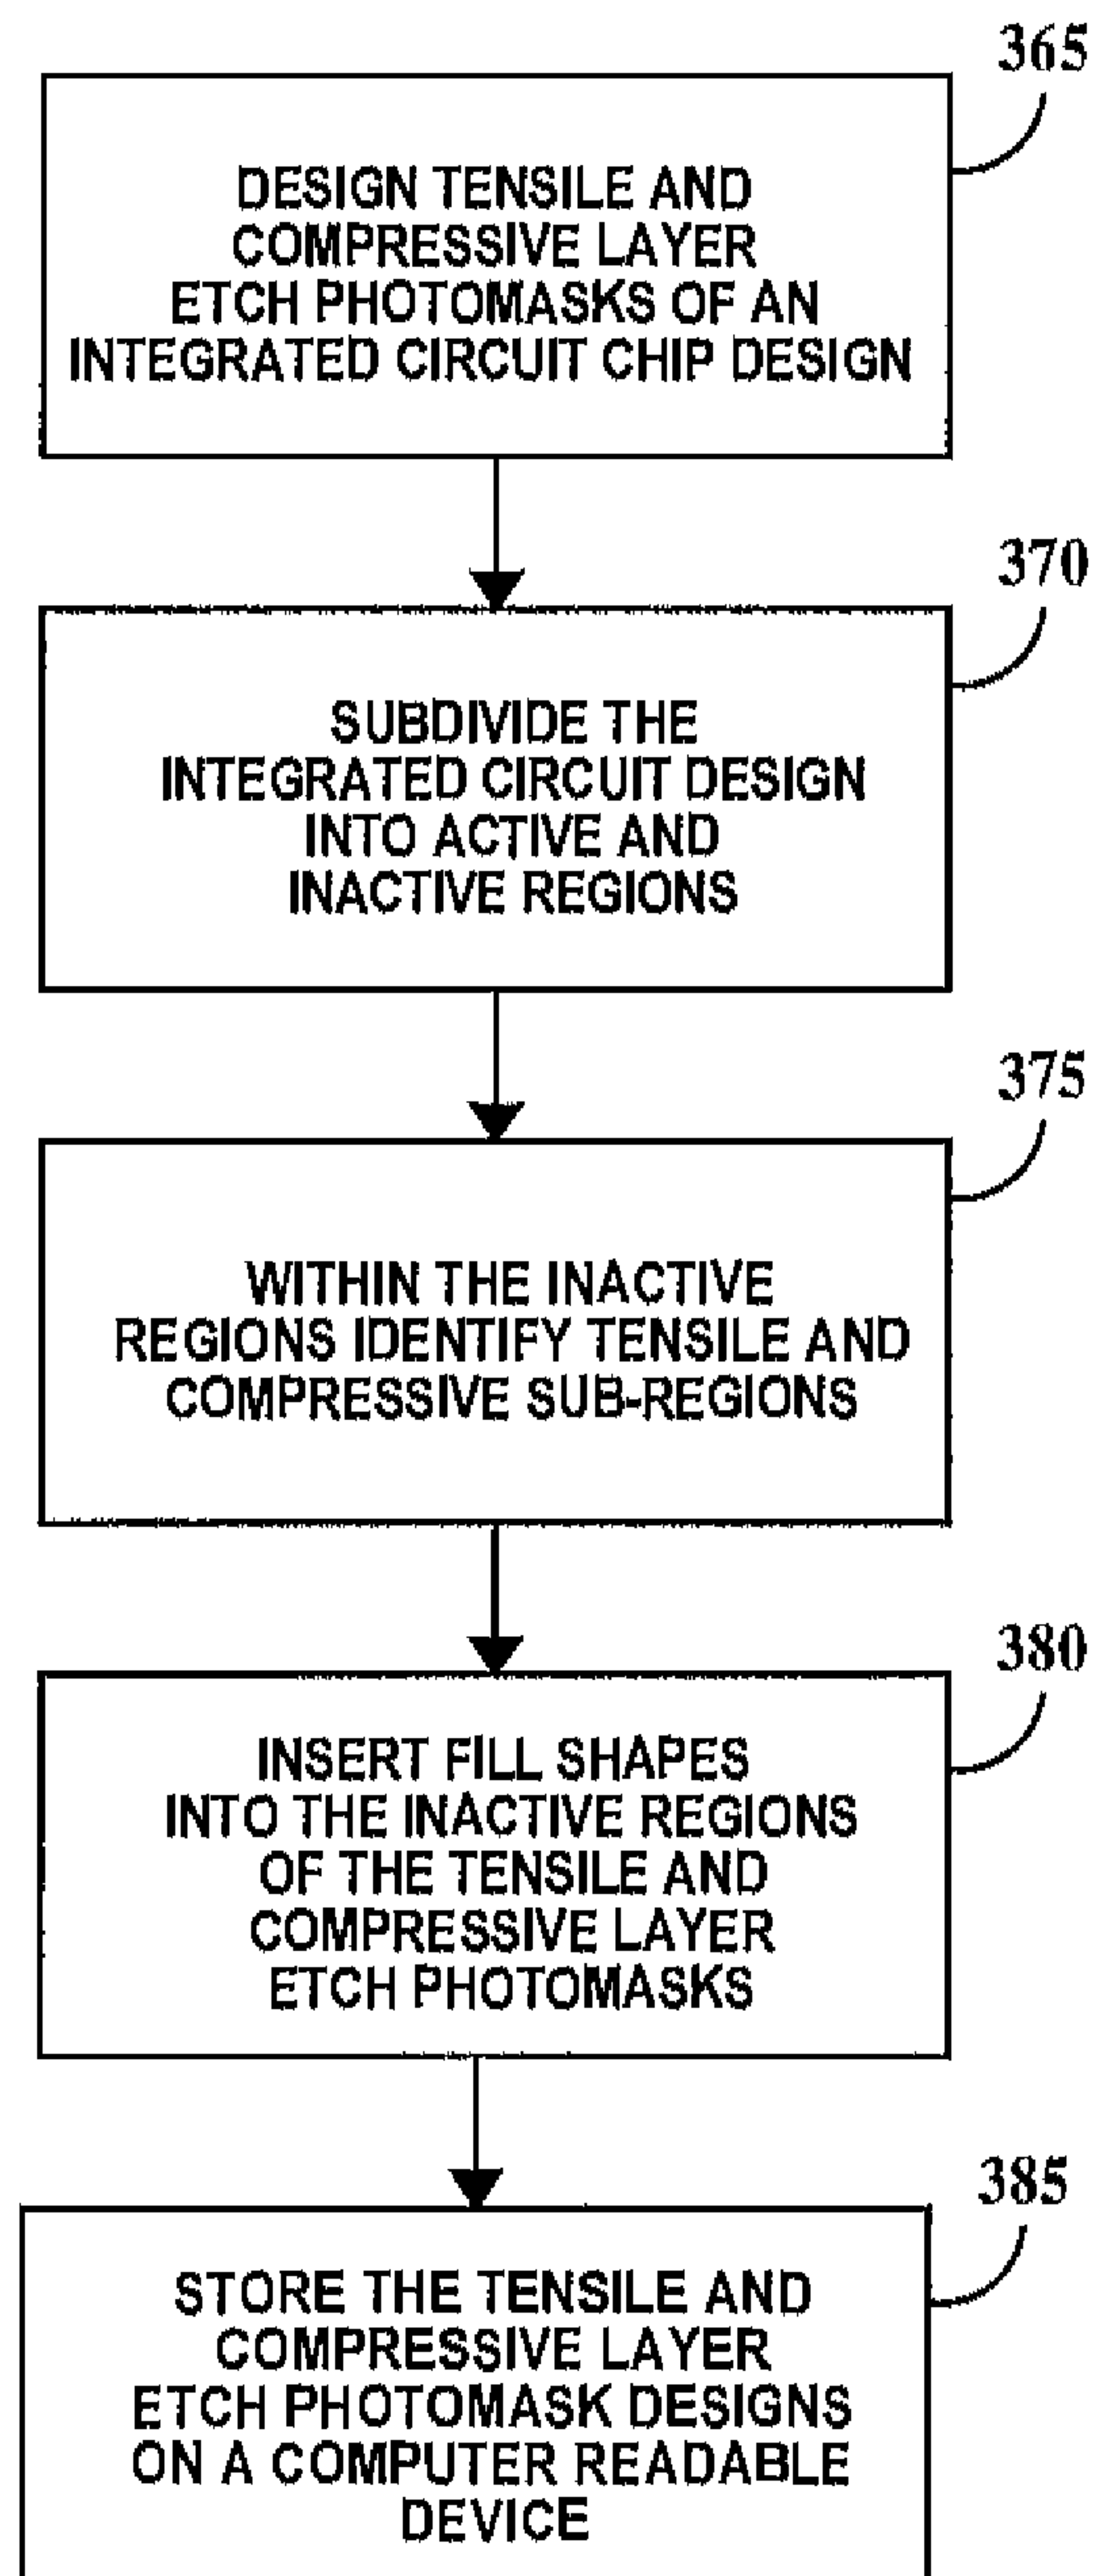 365
DESIGN TENSILE AND
COMPRESSIVE LAYER
ETCH PHOTOMASKS OF AN
INTEGRATED CIRCUIT CHIP DESIGN
370
SUBDIVIDE THE
INTEGRATED CIRCUIT DESIGN
INTO ACTIVE AND
INACTIVE REGIONS
375
WITHIN THE INACTIVE
REGIONS IDENTIFY TENSILE AND
COMPRESSIVE SUB-REGIONS
380
INSERT FILL SHAPES
INTO THE INACTIVE REGIONS
OF THE TENSILE AND
COMPRESSIVE LAYER
ETCH PHOTOMASKS
385
STORE THE TENSILE AND
COMPRESSIVE LAYER
ETCH PHOTOMASK DESIGNS
ON A COMPUTER READABLE
DEVICE